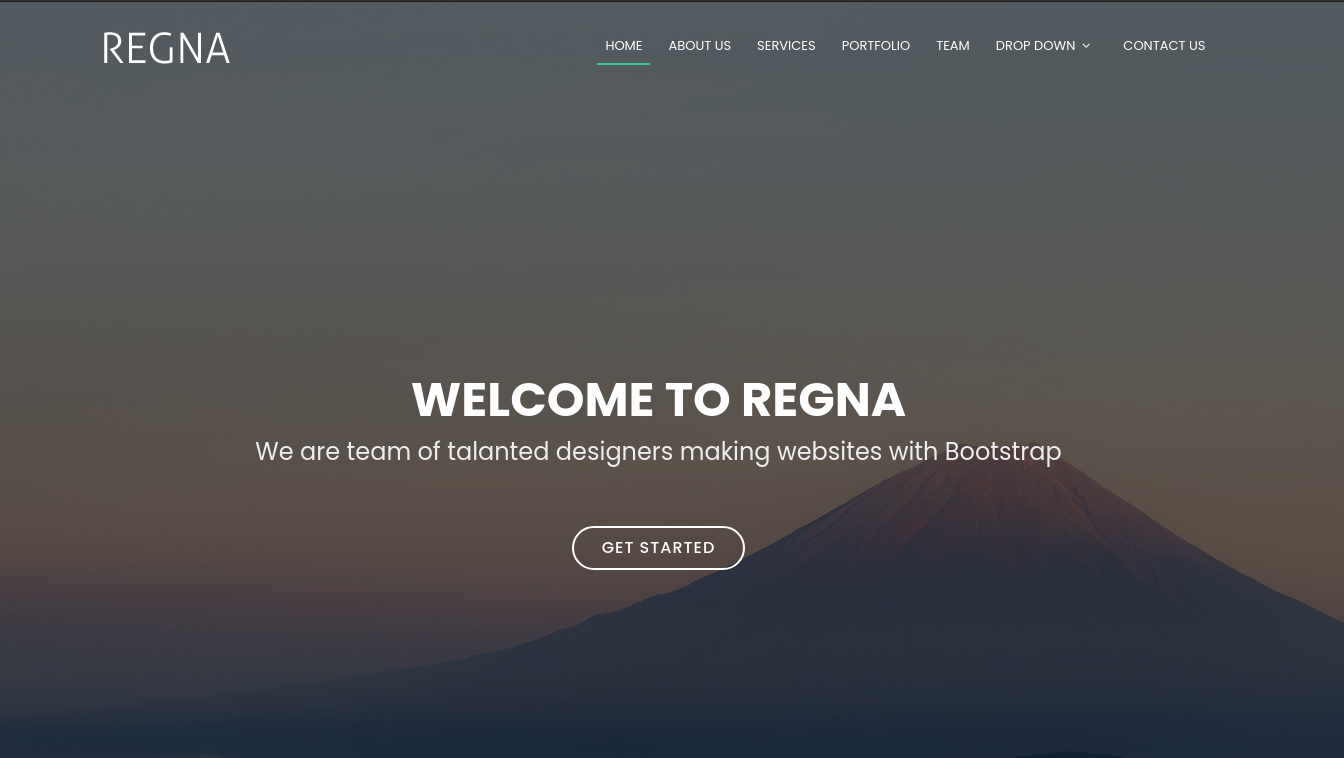 REGNA
HOME ABOUT US SERVICES PORTFOLIO TEAM DROP DOWN CONTACT US
WELCOME TO REGNA
We are team of talanted designers making websites with Bootstrap
GET STARTED